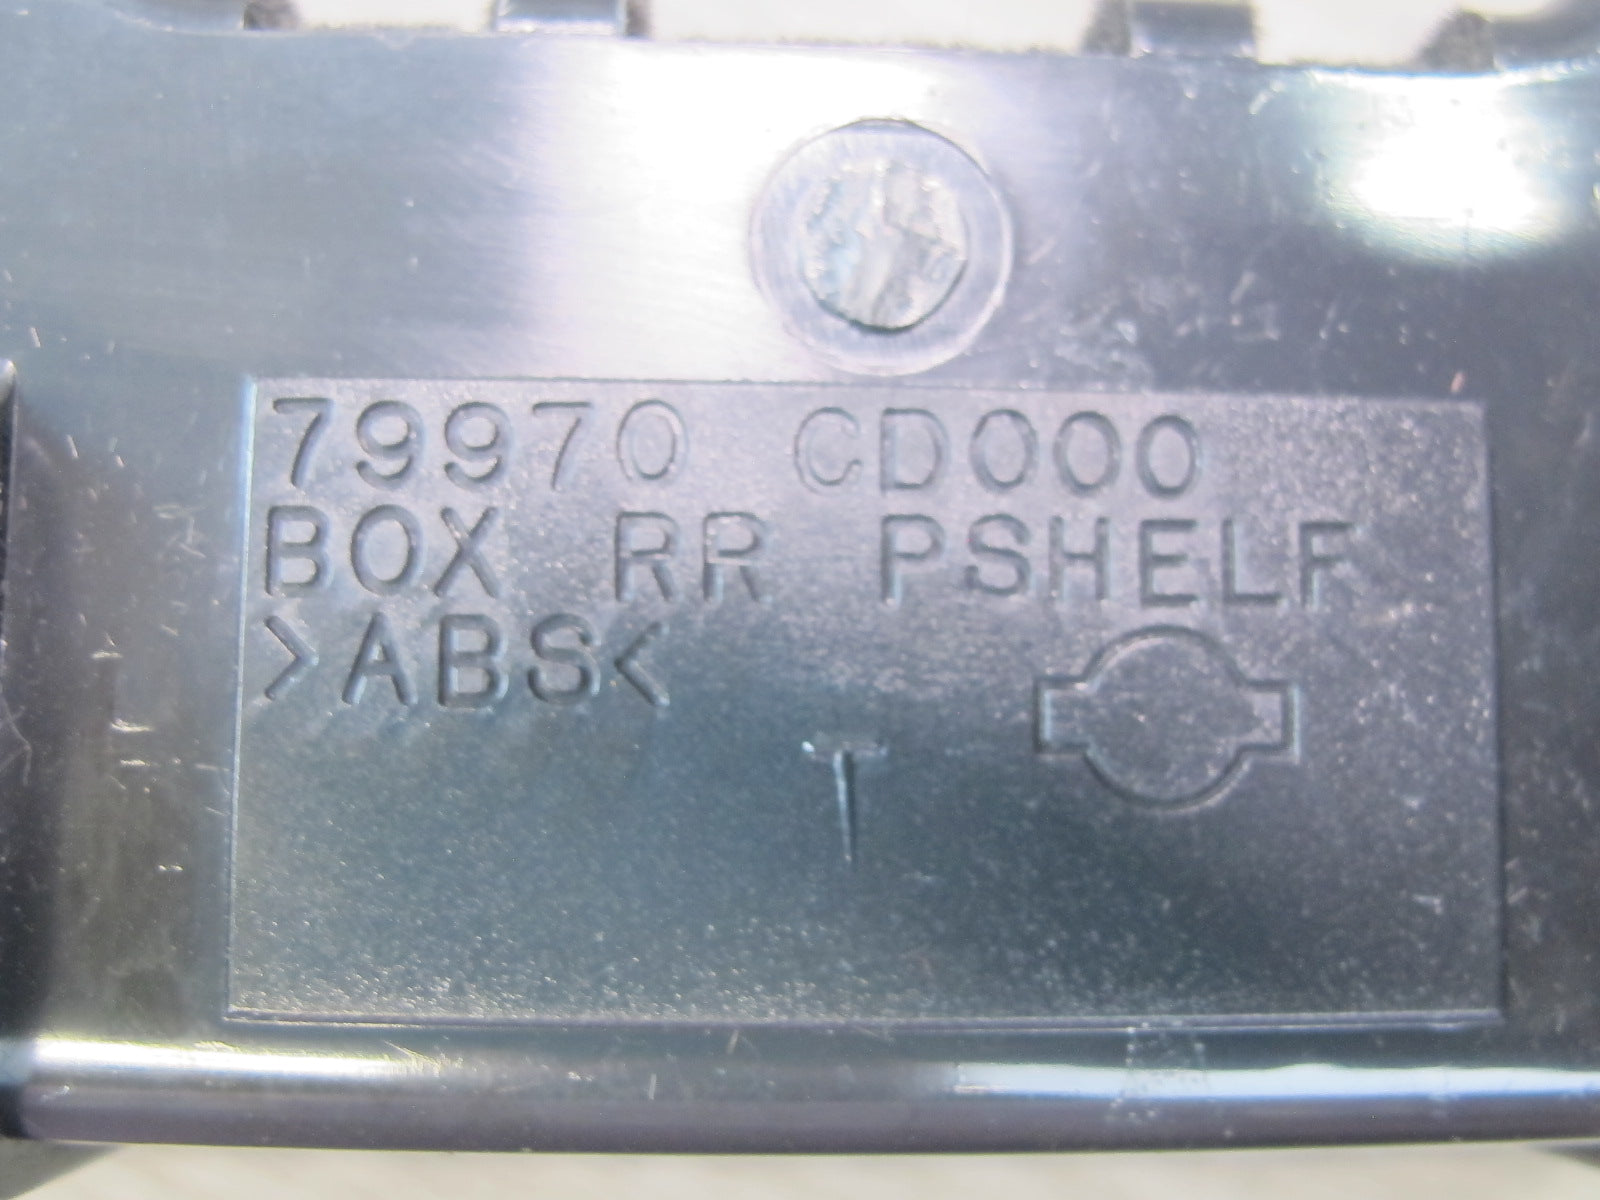 79970 CD000
BOX RR PSHELF
>ABS<